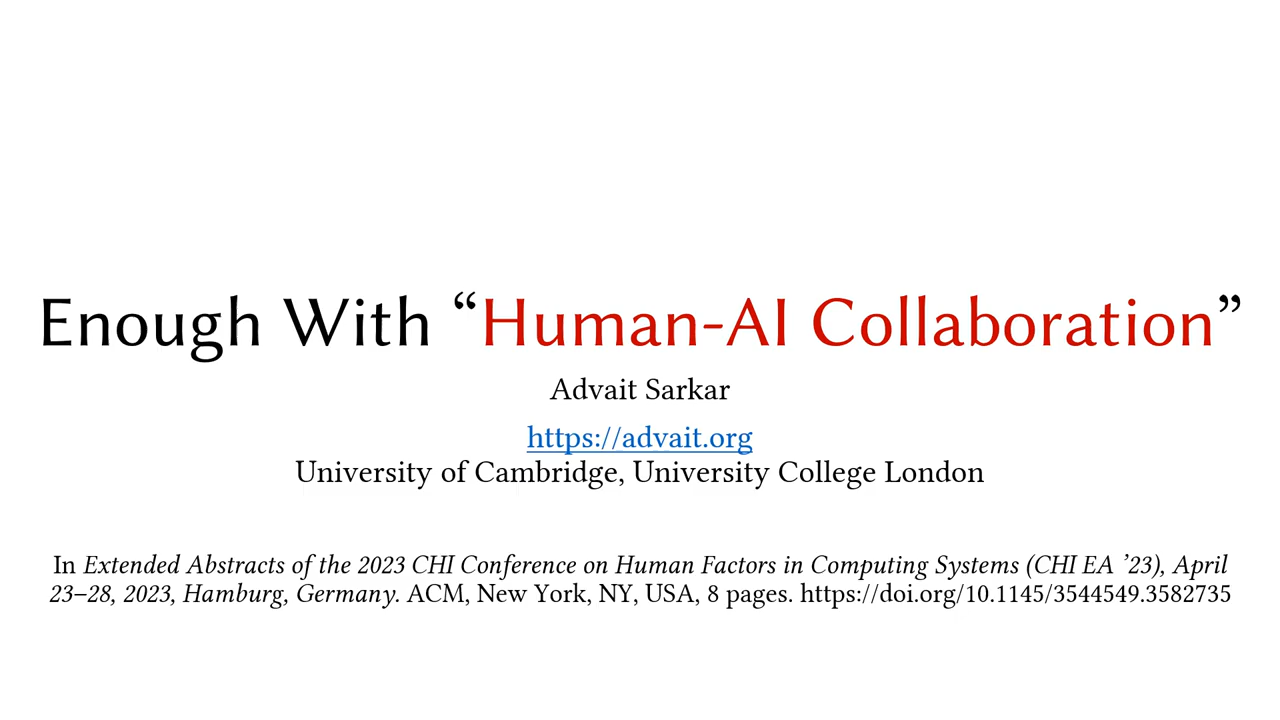 Enough With “Human-AI Collaboration”
Advait Sarkar
https://advait.org
University of Cambridge, University College London
In Extended Abstracts of the 2023 CHI Conference on Human Factors in Computing Systems (CHI EA ’23), April
23–28, 2023, Hamburg, Germany. ACM, New York, NY, USA, 8 pages. https://doi.org/10.1145/3544549.3582735